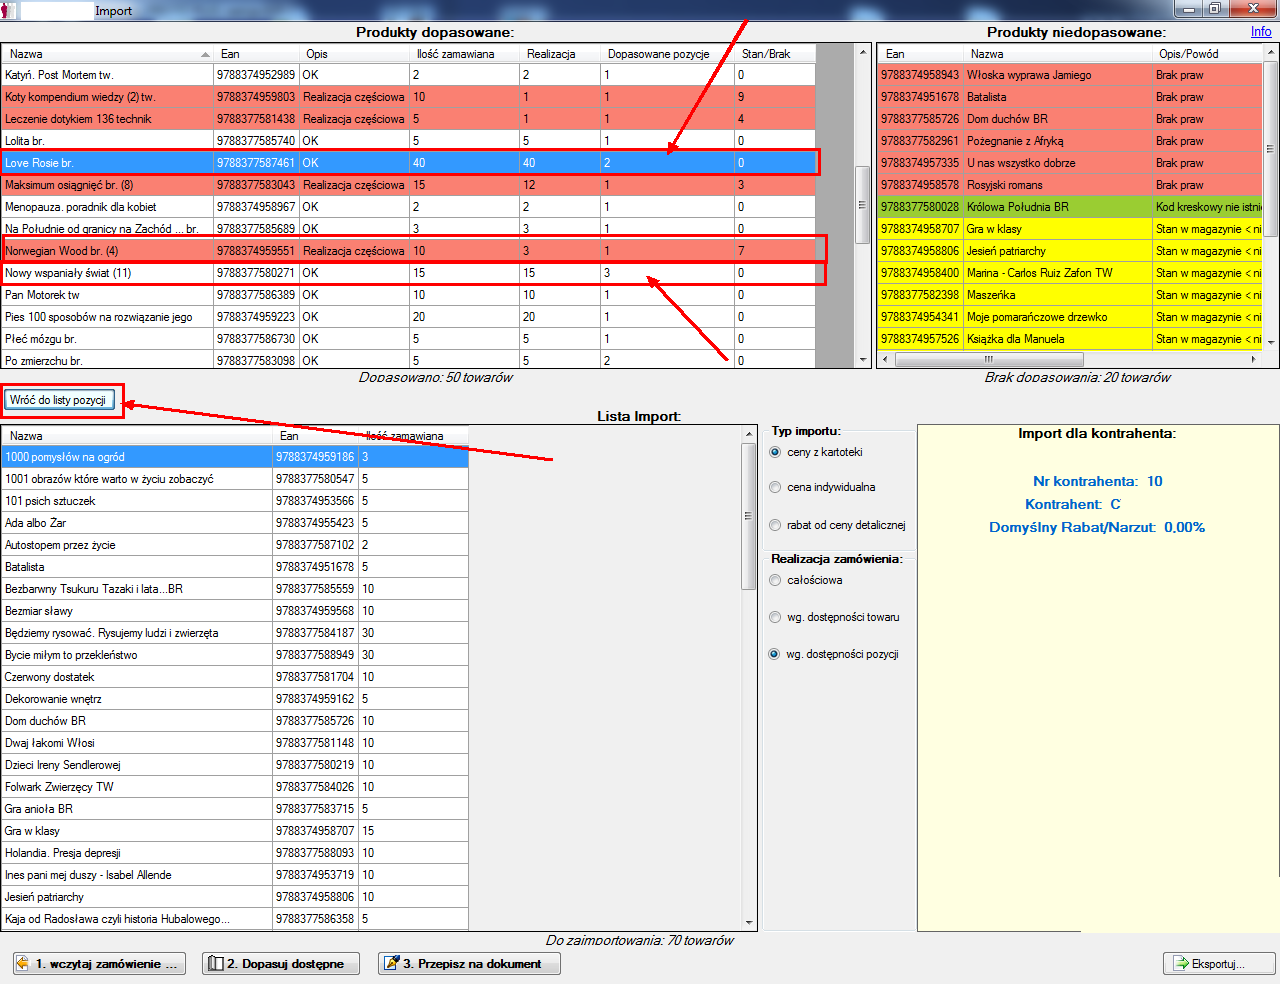 Import
Produkty dopasowane:
Nazwa Ean Opis Ilość zamawiana Realizacja Dopasowane pozycje Stan/Brak
Katyń. Post Mortem tw. 9788374952989 OK 2 2 1 0
Koty kompendium wiedzy (2) tw. 9788374959803 Realizacja częściowa 10 1 1 9
Leczenie dotykiem 136 technik 9788377581438 Realizacja częściowa 5 1 1 4
Lolita br. 9788377585740 OK 5 5 1 0
Love Rosie br. 9788377587461 OK 40 40 2 0
Maksimum osiągnięć br. (8) 9788377583043 Realizacja częściowa 15 12 1 3
Menopauza. poradnik dla kobiet 9788374958967 OK 2 2 1 0
Na Południe od granicy na Zachód ... br. 9788377585689 OK 3 3 1 0
Norwegian Wood br. (4) 9788374959551 Realizacja częściowa 10 3 1 7
Nowy wspaniały świat (11) 9788377580271 OK 15 15 3 0
Pan Motorek tw 9788377586389 OK 10 10 1 0
Pies 100 sposobów na rozwiązanie jego 9788374959223 OK 20 20 1 0
Płeć mózgu br. 9788377586730 OK 5 5 1 0
Po zmierzchu br. 9788377583098 OK 5 5 2 0
Dopasowano: 50 towarów
Produkty niedopasowane:
Info
Ean Nazwa Opis/Powód
9788374958943 Włoska wyprawa Jamiego Brak praw
9788374951678 Batalista Brak praw
9788377585726 Dom duchów BR Brak praw
9788377582961 Pożegnanie z Afryką Brak praw
9788374957335 U nas wszystko dobrze Brak praw
9788374958578 Rosyjski romans Brak praw
9788377580028 Królowa Południa BR Kod kreskowy nie istnie
9788374958707 Gra w klasy Stan w magazynie < ni
9788374958806 Jesień patriarchy Stan w magazynie < ni
9788374958400 Marina - Carlos Ruiz Zafon TW Stan w magazynie < ni
9788377582398 Maszeńka Stan w magazynie < ni
9788374954341 Moje pomarańczowe drzewko Stan w magazynie < ni
9788374957526 Książka dla Manuela Stan w magazynie < ni
Brak dopasowania: 20 towarów
Wróć do listy pozycji
Lista Import:
Nazwa Ean Ilość zamawiana
1000 pomysłów na ogród 9788374959186 3
1001 obrazów które warto w życiu zobaczyć 9788377580547 5
101 psich sztuczek 9788374953566 5
Ada albo Żar 9788374955423 5
Autostopem przez życie 9788377587102 2
Batalista 9788374951678 5
Bezbarwny Tsukuru Tazaki i lata...BR 9788377585559 10
Bezmiar sławy 9788374959568 10
Będziemy rysować. Rysujemy ludzi i zwierzęta 9788377584187 30
Bycie miłym to przekleństwo 9788377588949 30
Czerwony dostatek 9788377581704 10
Dekorowanie wnętrz 9788374959162 5
Dom duchów BR 9788377585726 10
Dwaj łakomi Włosi 9788377581148 10
Dzieci Ireny Sendlerowej 9788377580219 10
Folwark Zwierzęcy TW 9788377584026 10
Gra anioła BR 9788377583715 5
Gra w klasy 9788374958707 15
Holandia. Presja depresji 9788377588093 10
Ines pani mej duszy - Isabel Allende 9788374953719 10
Jesień patriarchy 9788374958806 10
Kaja od Radosława czyli historia Hubalowego... 9788377586358 5
Do zaimportowania: 70 towarów
Typ importu:
ceny z kartoteki
cena indywidualna
rabat od ceny detalicznej
Realizacja zamówienia:
całościowa
wg. dostępności towaru
wg. dostępności pozycji
Import dla kontrahenta:
Nr kontrahenta: 10
Kontrahent: C
Domyślny Rabat/Narzut: 0,00%
1. wczytaj zamówienie ...
2. Dopasuj dostępne
3. Przepisz na dokument
Eksportuj...